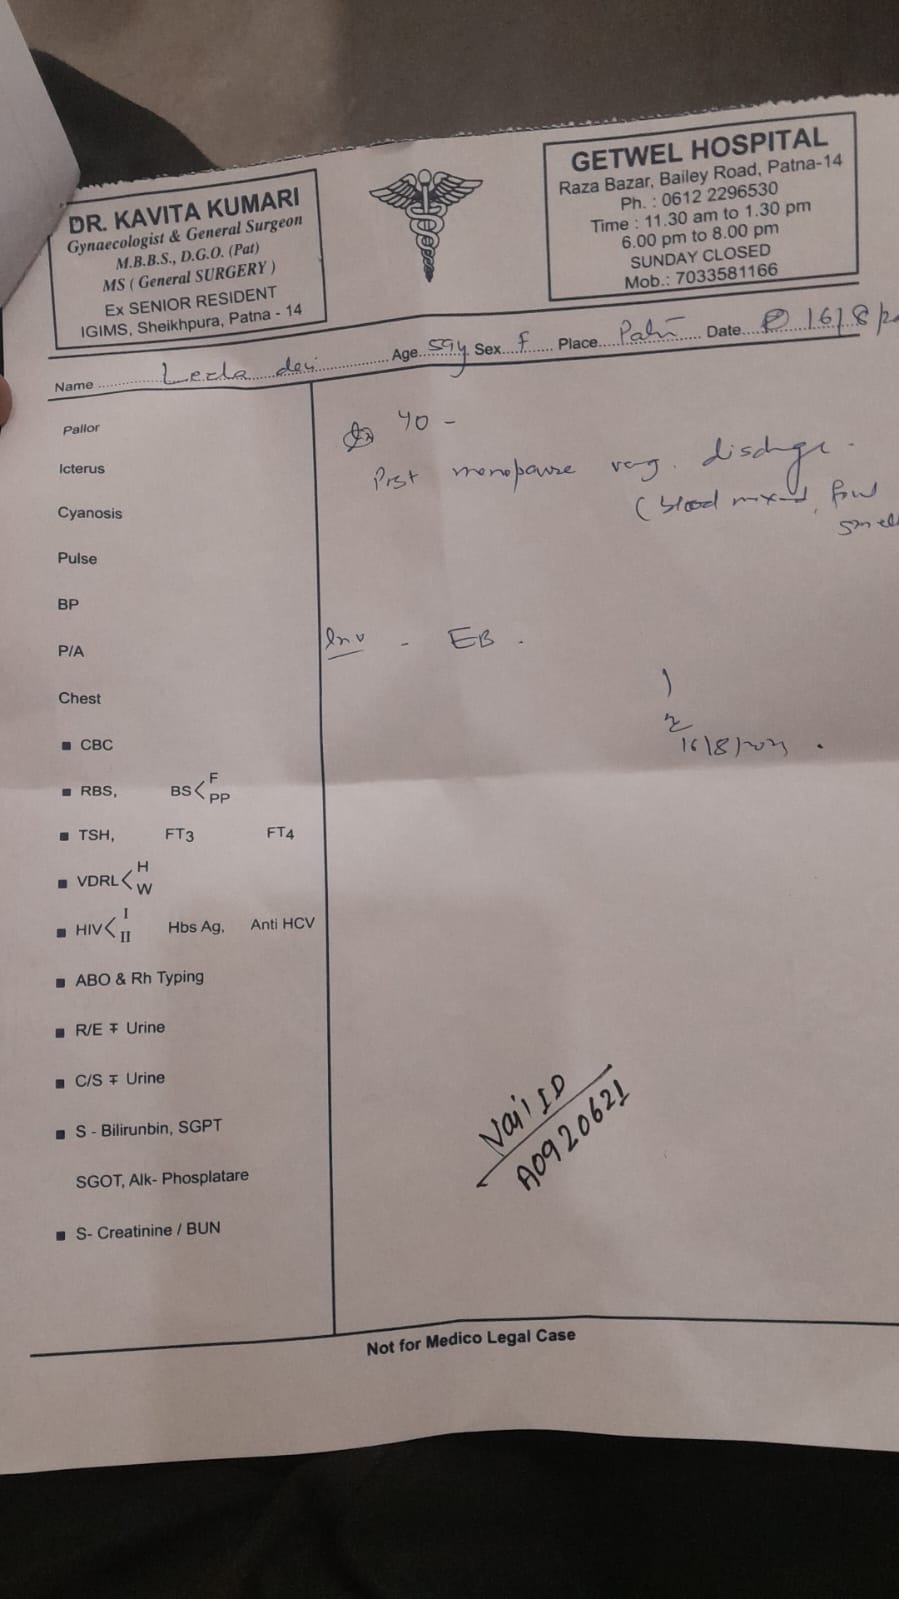 DR. KAVITA KUMARI
Gynaecologist & General Surgeon
M.B.B.S., D.G.O. (Pat)
MS ( General SURGERY )
Ex SENIOR RESIDENT
IGIMS, Sheikhpura, Patna - 14
GETWEL HOSPITAL
Raza Bazar, Bailey Road, Patna-14
Ph. : 0612 2296530
Time : 11.30 am to 1.30 pm
6.00 pm to 8.00 pm
SUNDAY CLOSED
Mob.: 7033581166
Name Leela devi Age 59y Sex F Place Date 16/8
Pallor
Icterus
Cyanosis
Pulse
BP
P/A
Chest
■ CBC
■ RBS, BS< F PP
■ TSH, FT3 FT4
■ VDRL< H W
■ HIV< I II Hbs Ag, Anti HCV
■ ABO & Rh Typing
■ R/E ∓ Urine
■ C/S ∓ Urine
■ S - Bilirunbin, SGPT
SGOT, Alk- Phosplatare
■ S- Creatinine / BUN
Post menopause vag. discharge.
(blood mixed, foul
smell
Inv - EB.
16/8/2023.
Vail ID
A0920621
Not for Medico Legal Case